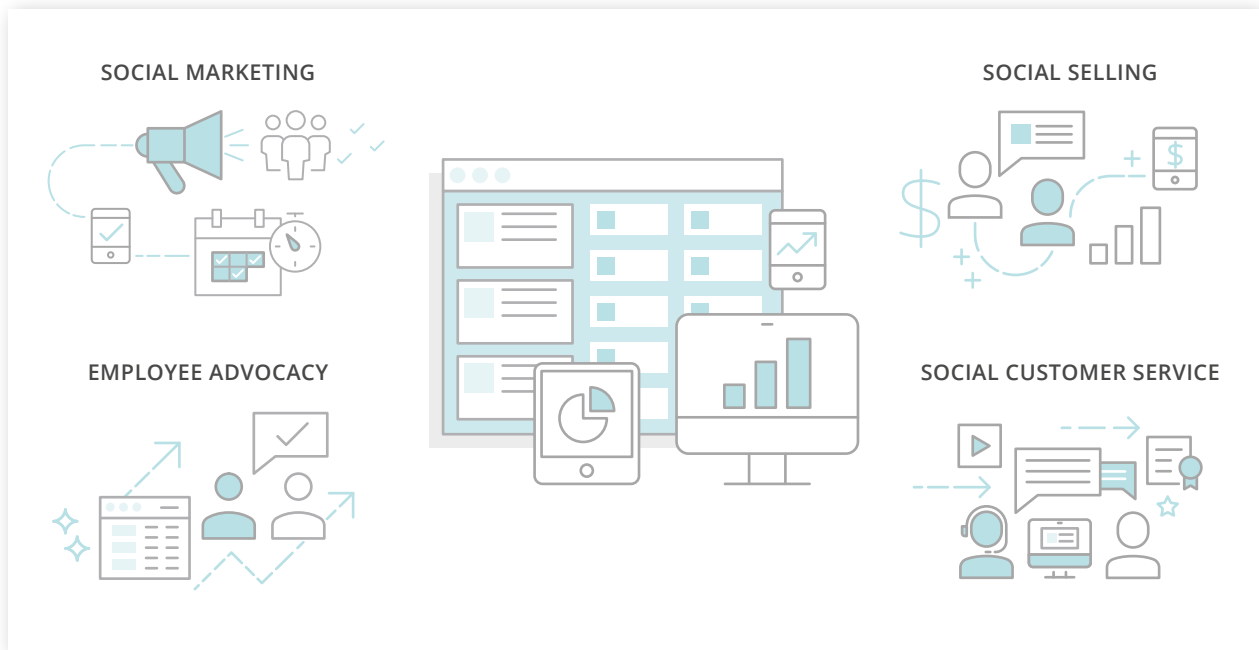 SOCIAL MARKETING
SOCIAL SELLING
$
$
EMPLOYEE ADVOCACY
SOCIAL CUSTOMER SERVICE